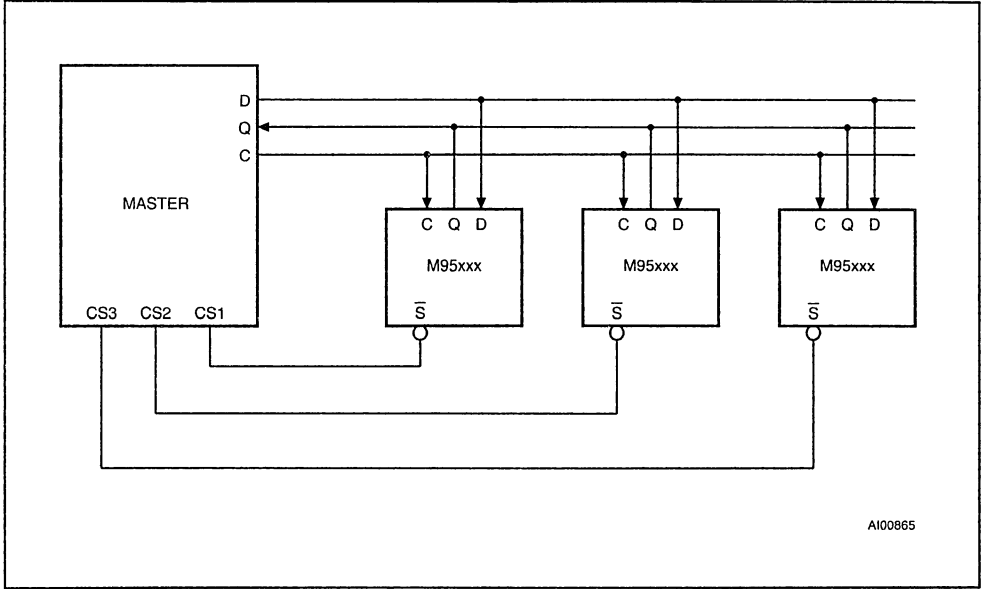 D
Q
C
MASTER
CS3 CS2 CS1
C Q D
M95xxx
S̅
C Q D
M95xxx
S̅
C Q D
M95xxx
S̅
AI00865